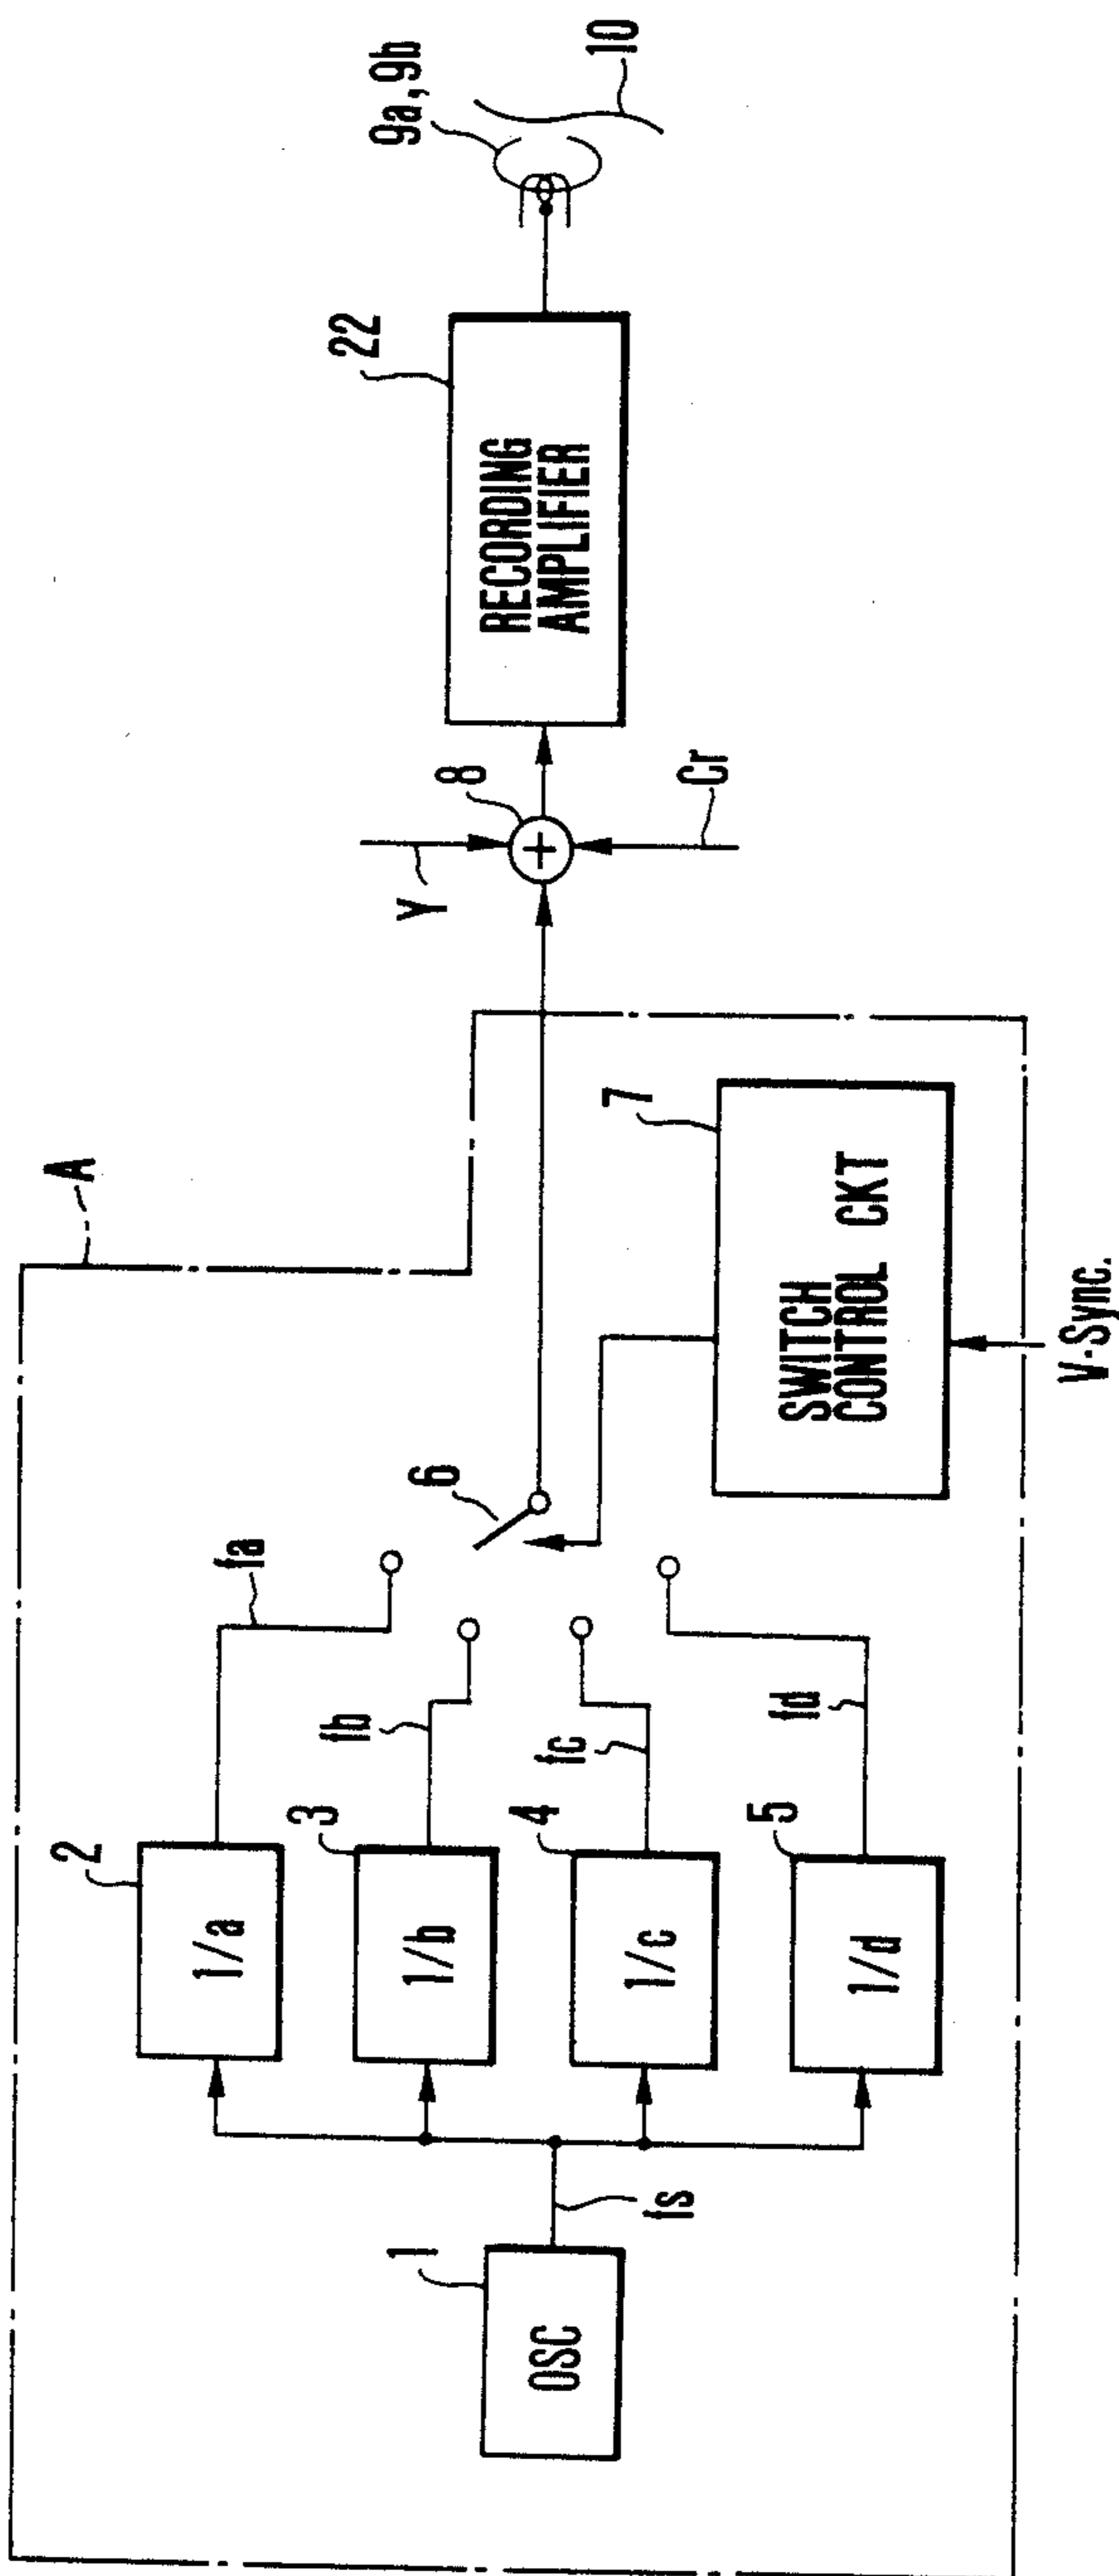 A
1
OSC
fs
2
1/a
fa
3
1/b
fb
4
1/c
fc
5
1/d
fd
6
7
SWITCH
CONTROL CKT
V-Sync.
Y
8
Cr
22
RECORDING
AMPLIFIER
9a, 9b
10